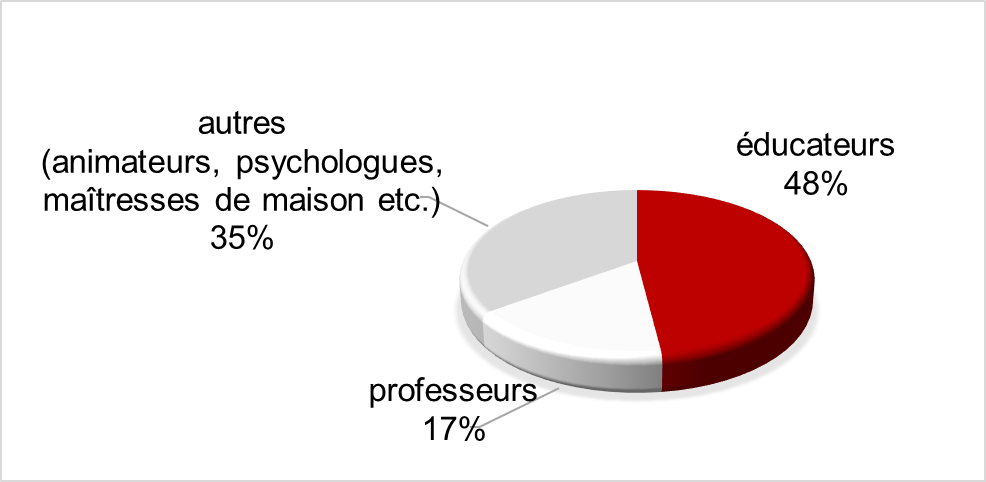 autres
(animateurs, psychologues,
maîtresses de maison etc.)
35%
éducateurs
48%
professeurs
17%